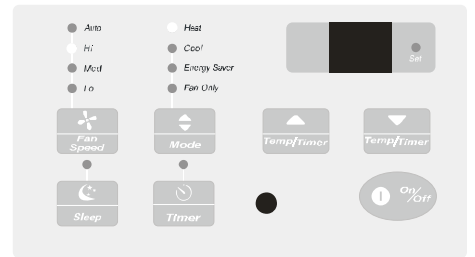 Auto
Hi
Med
Lo
Heat
Cool
Energy Saver
Fan Only
Set
Fan Speed
Mode
Temp/Timer
Temp/Timer
Sleep
Timer
On/Off